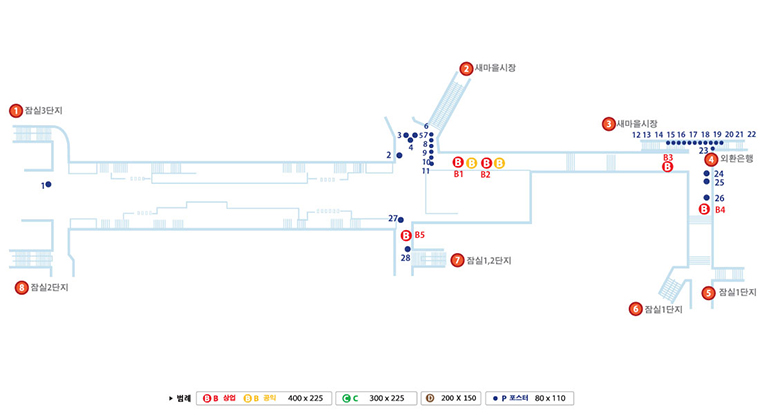 2 새마을시장
1 잠실3단지
6
3 57
4 8
2 9
10
11
B B B B
B1 B2
1
3 새마을시장
12 13 14 15 16 17 18 19 20 21 22
23
B3
B
4 외환은행
24
25
26
B B4
27
B B5
28
7 잠실1,2단지
8 잠실2단지
5 잠실1단지
6 잠실1단지
▶ 범례 B B 상업 B B 공익 400 x 225 C C 300 x 225 D 200 X 150 P 포스터 80 x 110